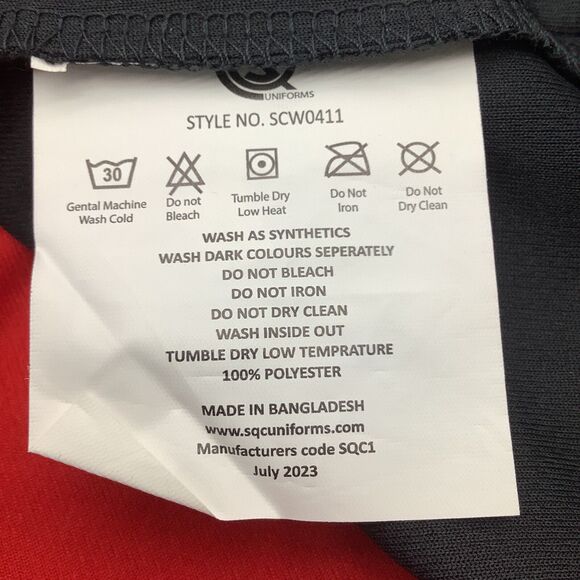 UNIFORMS
STYLE NO. SCW0411
30
Gental Machine Wash Cold
Do not Bleach
Tumble Dry Low Heat
Do Not Iron
Do Not Dry Clean
WASH AS SYNTHETICS
WASH DARK COLOURS SEPERATELY
DO NOT BLEACH
DO NOT IRON
DO NOT DRY CLEAN
WASH INSIDE OUT
TUMBLE DRY LOW TEMPRATURE
100% POLYESTER
MADE IN BANGLADESH
www.sqcuniforms.com
Manufacturers code SQC1
July 2023